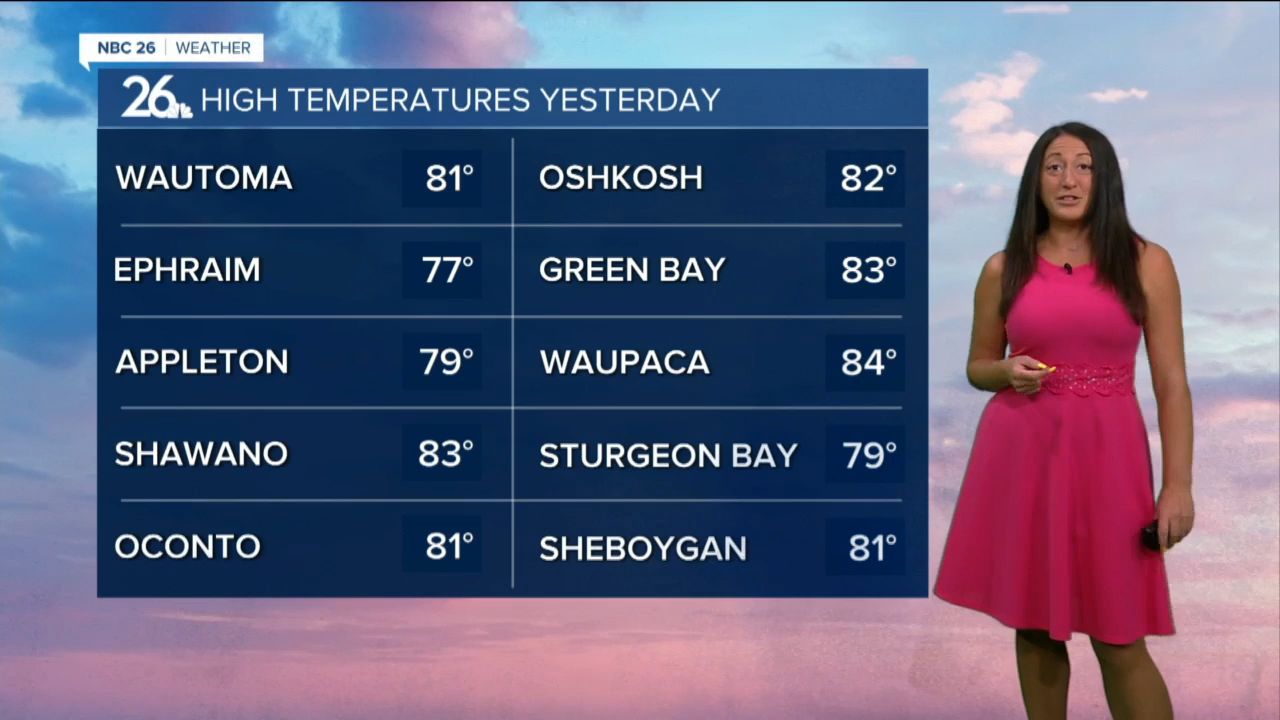 NBC 26 | WEATHER
26 HIGH TEMPERATURES YESTERDAY
WAUTOMA 81°
EPHRAIM 77°
APPLETON 79°
SHAWANO 83°
OCONTO 81°
OSHKOSH 82°
GREEN BAY 83°
WAUPACA 84°
STURGEON BAY 79°
SHEBOYGAN 81°